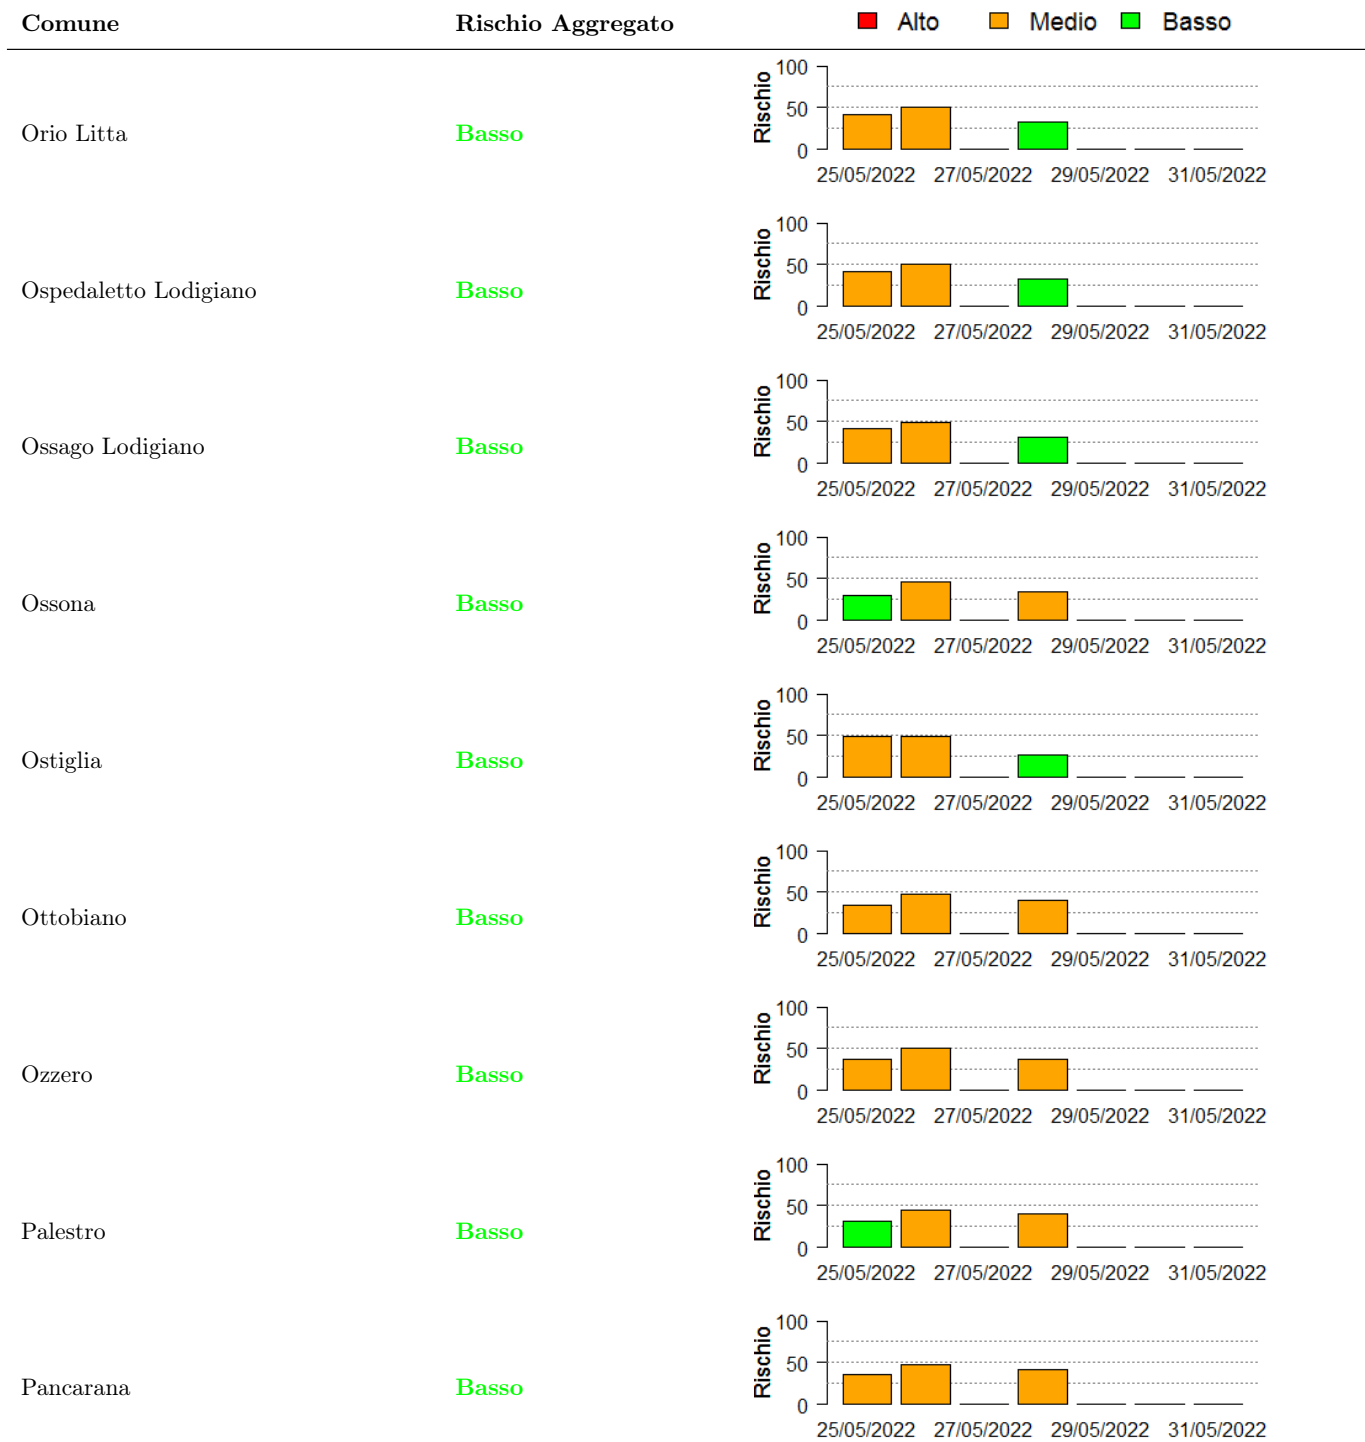 Comune Rischio Aggregato Alto Medio Basso
100
50
0
Rischio
Orio Litta Basso
25/05/2022 27/05/2022 29/05/2022 31/05/2022
100
50
0
Rischio
Ospedaletto Lodigiano Basso
25/05/2022 27/05/2022 29/05/2022 31/05/2022
100
50
0
Rischio
Ossago Lodigiano Basso
25/05/2022 27/05/2022 29/05/2022 31/05/2022
100
50
0
Rischio
Ossona Basso
25/05/2022 27/05/2022 29/05/2022 31/05/2022
100
50
0
Rischio
Ostiglia Basso
25/05/2022 27/05/2022 29/05/2022 31/05/2022
100
50
0
Rischio
Ottobiano Basso
25/05/2022 27/05/2022 29/05/2022 31/05/2022
100
50
0
Rischio
Ozzero Basso
25/05/2022 27/05/2022 29/05/2022 31/05/2022
100
50
0
Rischio
Palestro Basso
25/05/2022 27/05/2022 29/05/2022 31/05/2022
100
50
0
Rischio
Pancarana Basso
25/05/2022 27/05/2022 29/05/2022 31/05/2022